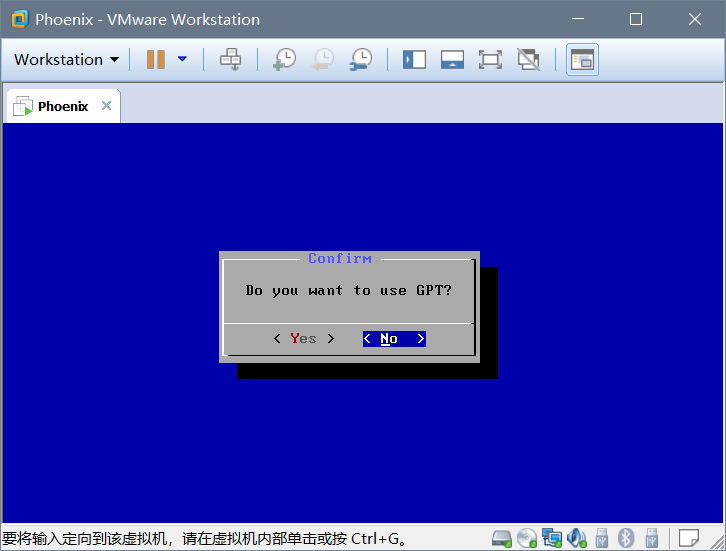 Phoenix - VMware Workstation
Workstation
Phoenix
Confirm
Do you want to use GPT?
< Yes > < No >
要将输入定向到该虚拟机，请在虚拟机内部单击或按 Ctrl+G。